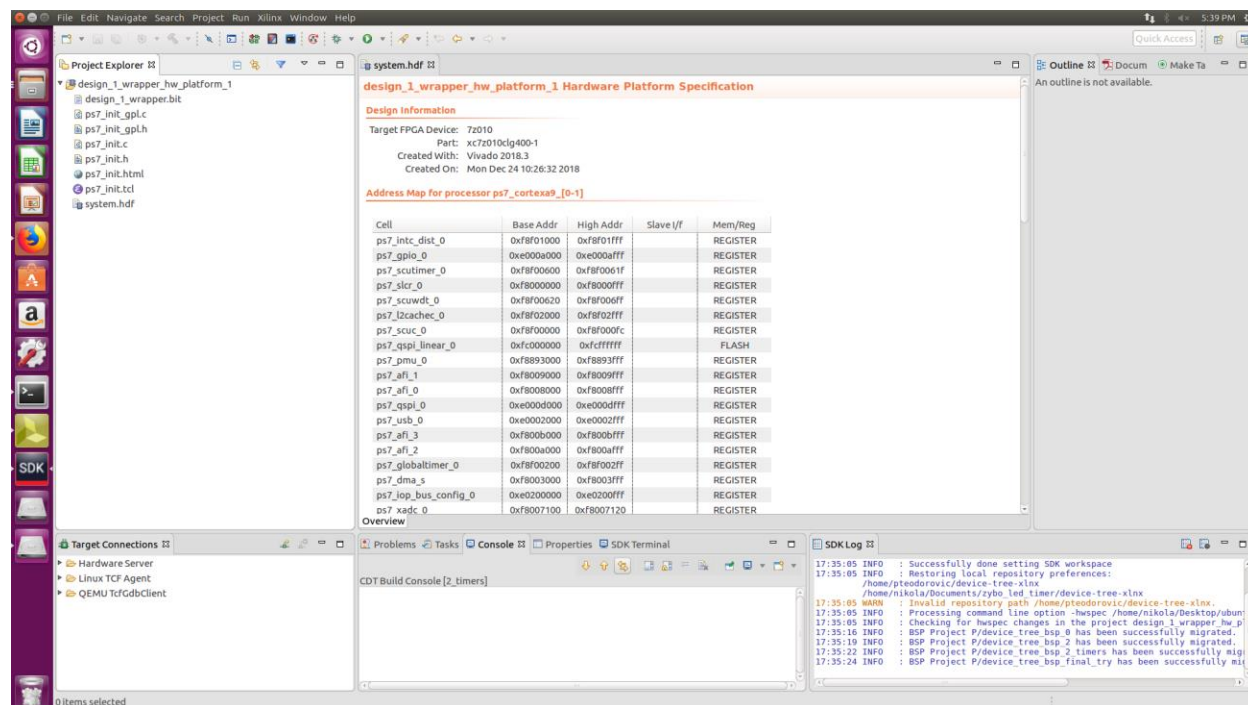 File Edit Navigate Search Project Run Xilinx Window Help
5:39 PM
Quick Access
Project Explorer
design_1_wrapper_hw_platform_1
design_1_wrapper.bit
ps7_init_gpl.c
ps7_init_gpl.h
ps7_init.c
ps7_init.h
ps7_init.html
ps7_init.tcl
system.hdf
system.hdf
design_1_wrapper_hw_platform_1 Hardware Platform Specification
Design Information
Target FPGA Device: 7z010
Part: xc7z010clg400-1
Created With: Vivado 2018.3
Created On: Mon Dec 24 10:26:32 2018
Address Map for processor ps7_cortexa9_[0-1]
Cell Base Addr High Addr Slave I/f Mem/Reg
ps7_intc_dist_0 0xf8f01000 0xf8f01fff REGISTER
ps7_gpio_0 0xe000a000 0xe000afff REGISTER
ps7_scutimer_0 0xf8f00600 0xf8f0061f REGISTER
ps7_slcr_0 0xf8000000 0xf8000fff REGISTER
ps7_scuwdt_0 0xf8f00620 0xf8f006ff REGISTER
ps7_l2cachec_0 0xf8f02000 0xf8f02fff REGISTER
ps7_scuc_0 0xf8f00000 0xf8f000fc REGISTER
ps7_qspi_linear_0 0xfc000000 0xfcffffff FLASH
ps7_pmu_0 0xf8893000 0xf8893fff REGISTER
ps7_afi_1 0xf8009000 0xf8009fff REGISTER
ps7_afi_0 0xf8008000 0xf8008fff REGISTER
ps7_qspi_0 0xe000d000 0xe000dfff REGISTER
ps7_usb_0 0xe0002000 0xe0002fff REGISTER
ps7_afi_3 0xf800b000 0xf800bfff REGISTER
ps7_afi_2 0xf800a000 0xf800afff REGISTER
ps7_globaltimer_0 0xf8f00200 0xf8f002ff REGISTER
ps7_dma_s 0xf8003000 0xf8003fff REGISTER
ps7_iop_bus_config_0 0xe0200000 0xe0200fff REGISTER
ps7_xadc_0 0xf8007100 0xf8007120 REGISTER
Overview
Outline Docum Make Ta
An outline is not available.
SDK
Target Connections
Hardware Server
Linux TCF Agent
QEMU TcfGdbClient
Problems Tasks Console Properties SDK Terminal
CDT Build Console [2_timers]
SDK Log
17:35:05 INFO : Successfully done setting SDK workspace
17:35:05 INFO : Restoring local repository preferences:
/home/pteodorovic/device-tree-xlnx
/home/nikola/Documents/zybo_led_timer/device-tree-xlnx
17:35:05 WARN : Invalid repository path /home/pteodorovic/device-tree-xlnx.
17:35:05 INFO : Processing command line option -hwspec /home/nikola/Desktop/ubun
17:35:05 INFO : Checking for hwspec changes in the project design_1_wrapper_hw_p
17:35:16 INFO : BSP Project P/device_tree_bsp_0 has been successfully migrated.
17:35:19 INFO : BSP Project P/device_tree_bsp_2 has been successfully migrated.
17:35:22 INFO : BSP Project P/device_tree_bsp_2_timers has been successfully mig
17:35:24 INFO : BSP Project P/device_tree_bsp_final_try has been successfully mi
0 items selected